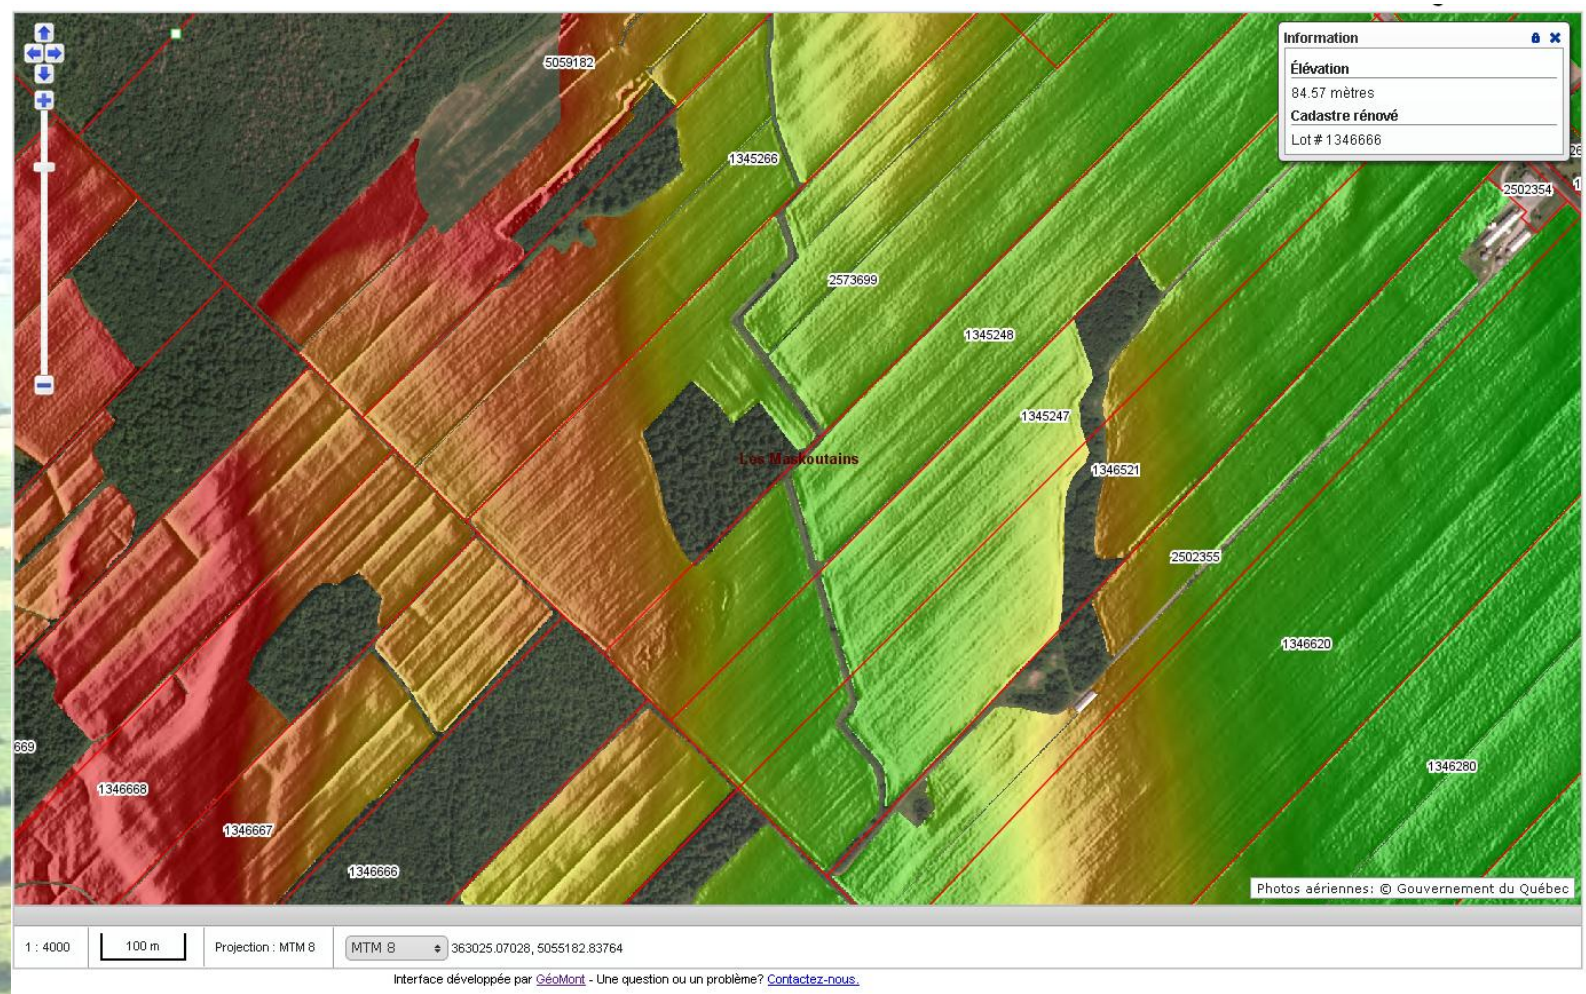 Information
Élévation
84.57 mètres
Cadastre rénové
Lot # 1346666
5059182
1345266
2502354
2573699
1345248
1345247
Les Maskoutains
1346521
2502355
1346620
669
1346280
1346668
1346667
1346666
Photos aériennes: © Gouvernement du Québec
1 : 4000
100 m
Projection : MTM 8
MTM 8
363025.07028, 5055182.83764
Interface développée par GéoMont - Une question ou un problème? Contactez-nous.